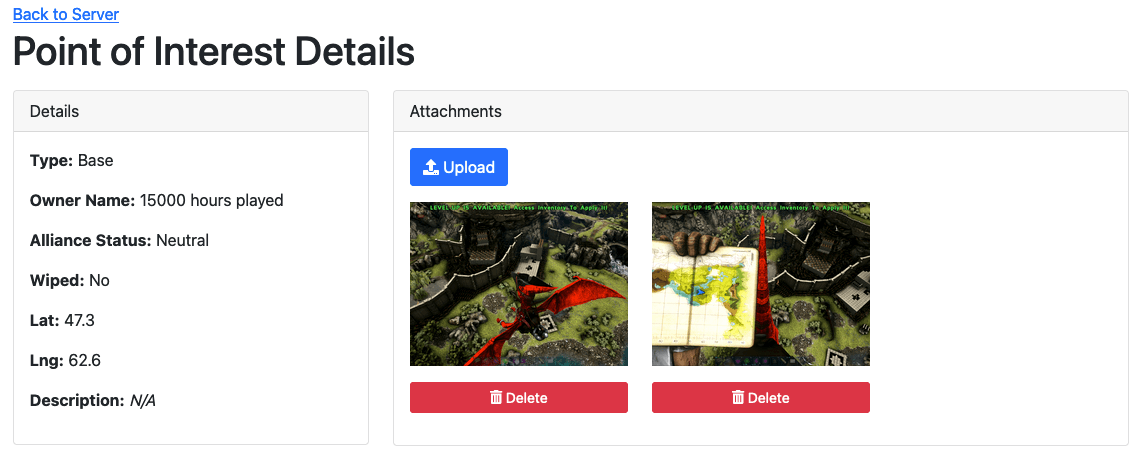 Back to Server
Point of Interest Details
Details
Type: Base
Owner Name: 15000 hours played
Alliance Status: Neutral
Wiped: No
Lat: 47.3
Lng: 62.6
Description: N/A
Attachments
Upload
LEVEL-UP IS AVAILABLE! Access Inventory To Apply !!!
Delete
LEVEL-UP IS AVAILABLE! Access Inventory To Apply !!!
Delete